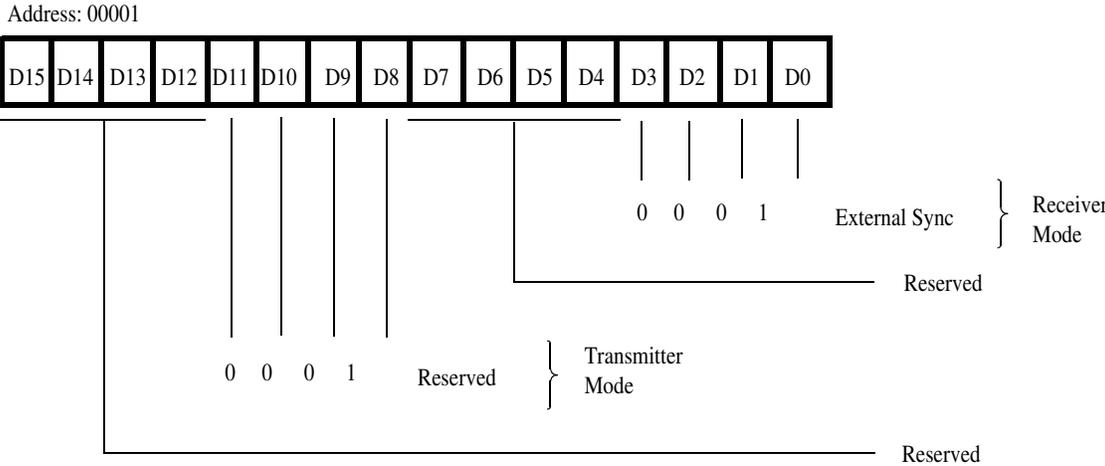 Address: 00001
D15 D14 D13 D12 D11 D10 D9 D8 D7 D6 D5 D4 D3 D2 D1 D0
0 0 0 1 External Sync
Receiver
Mode
Reserved
0 0 0 1 Reserved
Transmitter
Mode
Reserved